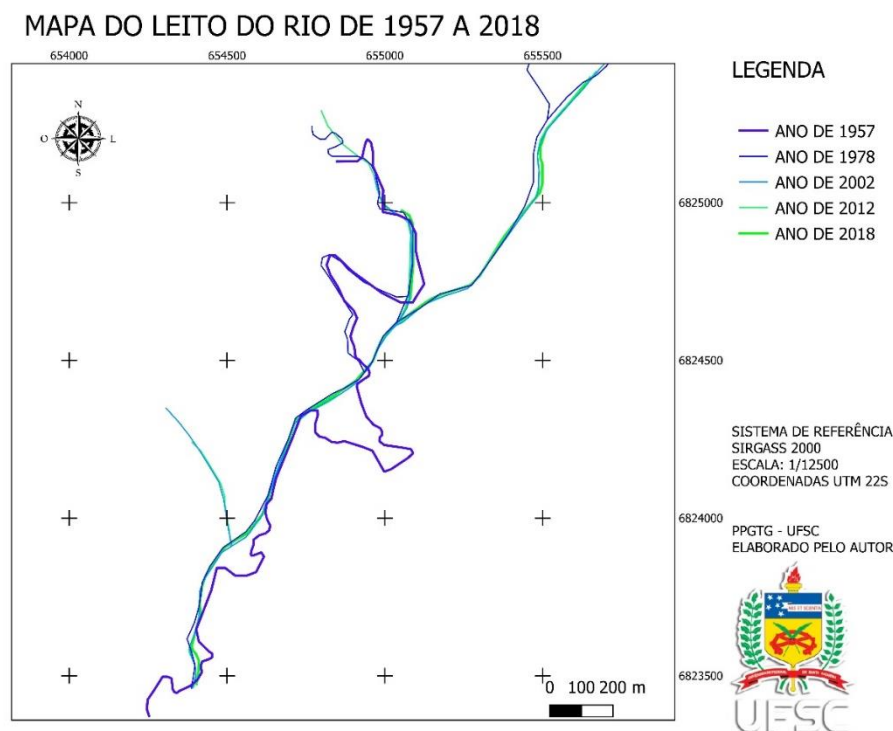 MAPA DO LEITO DO RIO DE 1957 A 2018
654000 654500 655000 655500
N
O L
S
6825000
6824500
6824000
6823500
0 100 200 m
LEGENDA
ANO DE 1957
ANO DE 1978
ANO DE 2002
ANO DE 2012
ANO DE 2018
SISTEMA DE REFERÊNCIA
SIRGASS 2000
ESCALA: 1/12500
COORDENADAS UTM 22S
PPGTG - UFSC
ELABORADO PELO AUTOR
UFSC